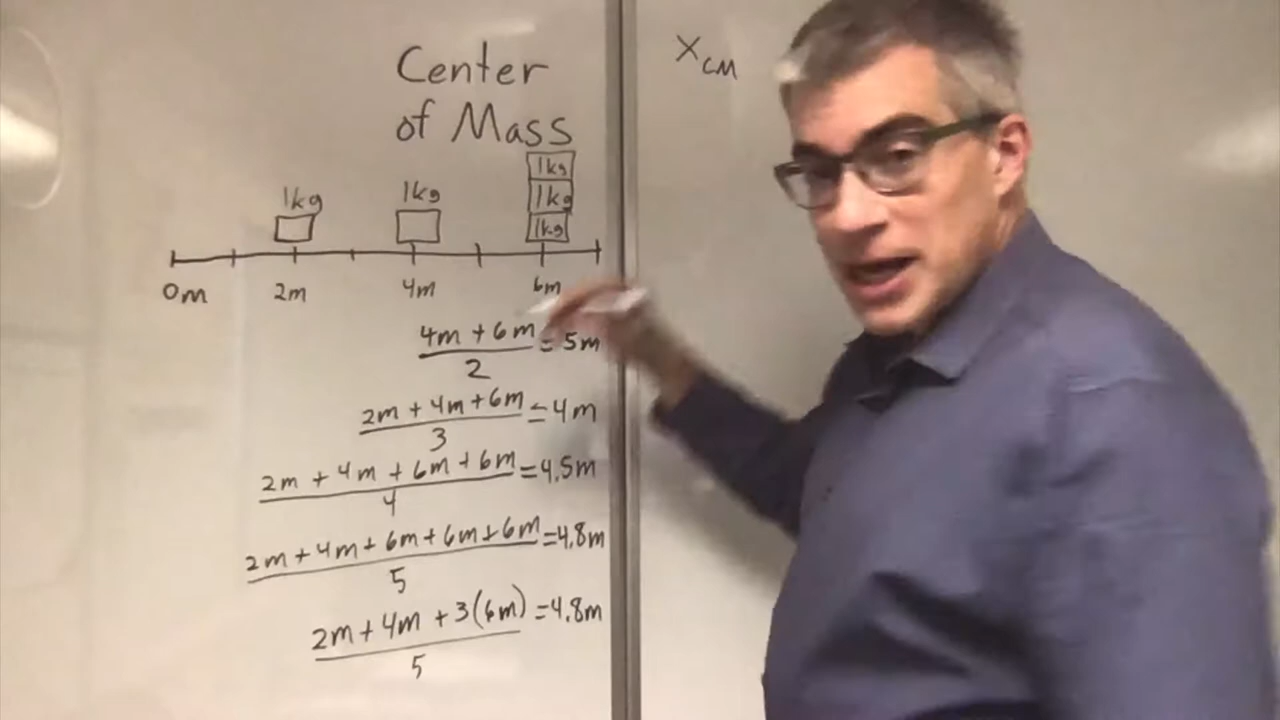 Center
of Mass
X_CM
1kg
1kg
1kg
1kg
1kg
0m 2m 4m 6m
4m + 6m
2
= 5m
2m + 4m + 6m
3
= 4m
2m + 4m + 6m + 6m
4
= 4.5m
2m + 4m + 6m + 6m + 6m
5
= 4.8m
2m + 4m + 3(6m)
5
= 4.8m